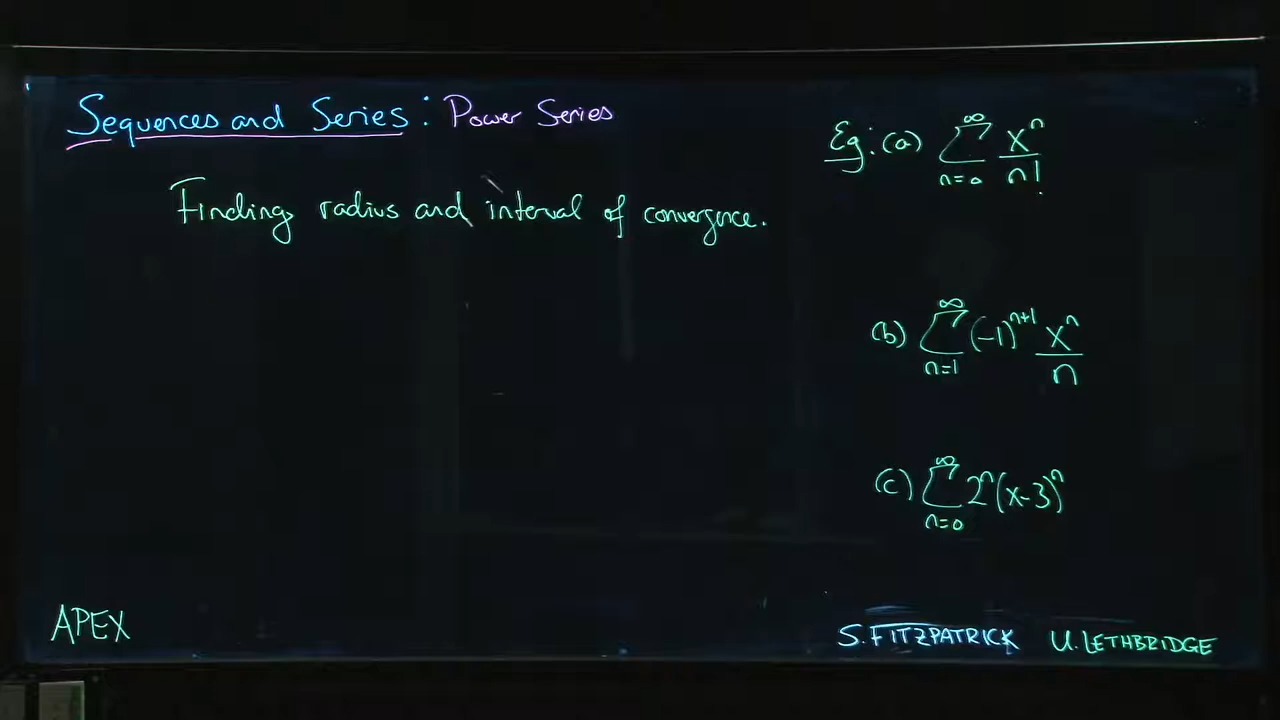 Sequences and Series: Power Series
Finding radius and interval of convergence.
Eg: (a) ∞ Σ n=0 x^n / n!
(b) ∞ Σ n=1 (-1)^{n+1} x^n / n
(c) ∞ Σ n=0 2^n (x-3)^n
APEX
S. FITZPATRICK U. LETHBRIDGE